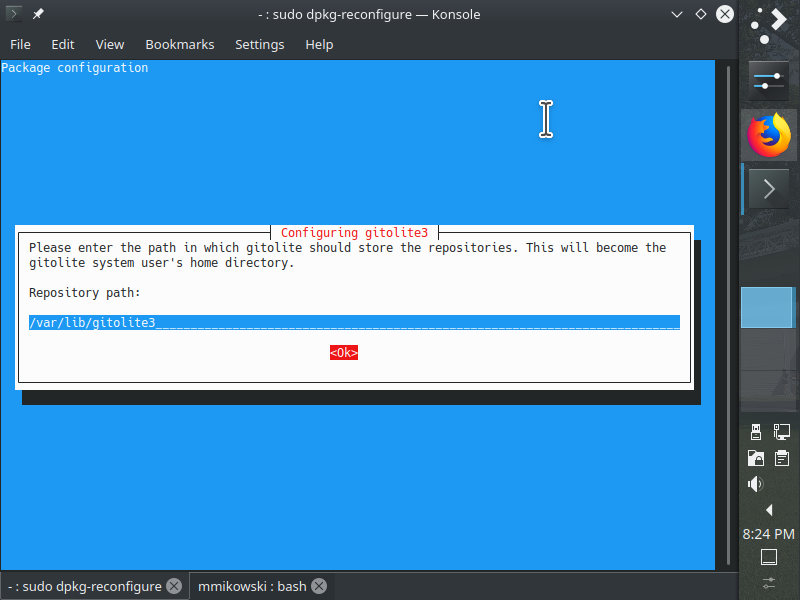 - : sudo dpkg-reconfigure — Konsole
File Edit View Bookmarks Settings Help
Package configuration
Configuring gitolite3
Please enter the path in which gitolite should store the repositories. This will become the
gitolite system user's home directory.
Repository path:
/var/lib/gitolite3
<Ok>
8:24 PM
- : sudo dpkg-reconfigure
mmikowski : bash